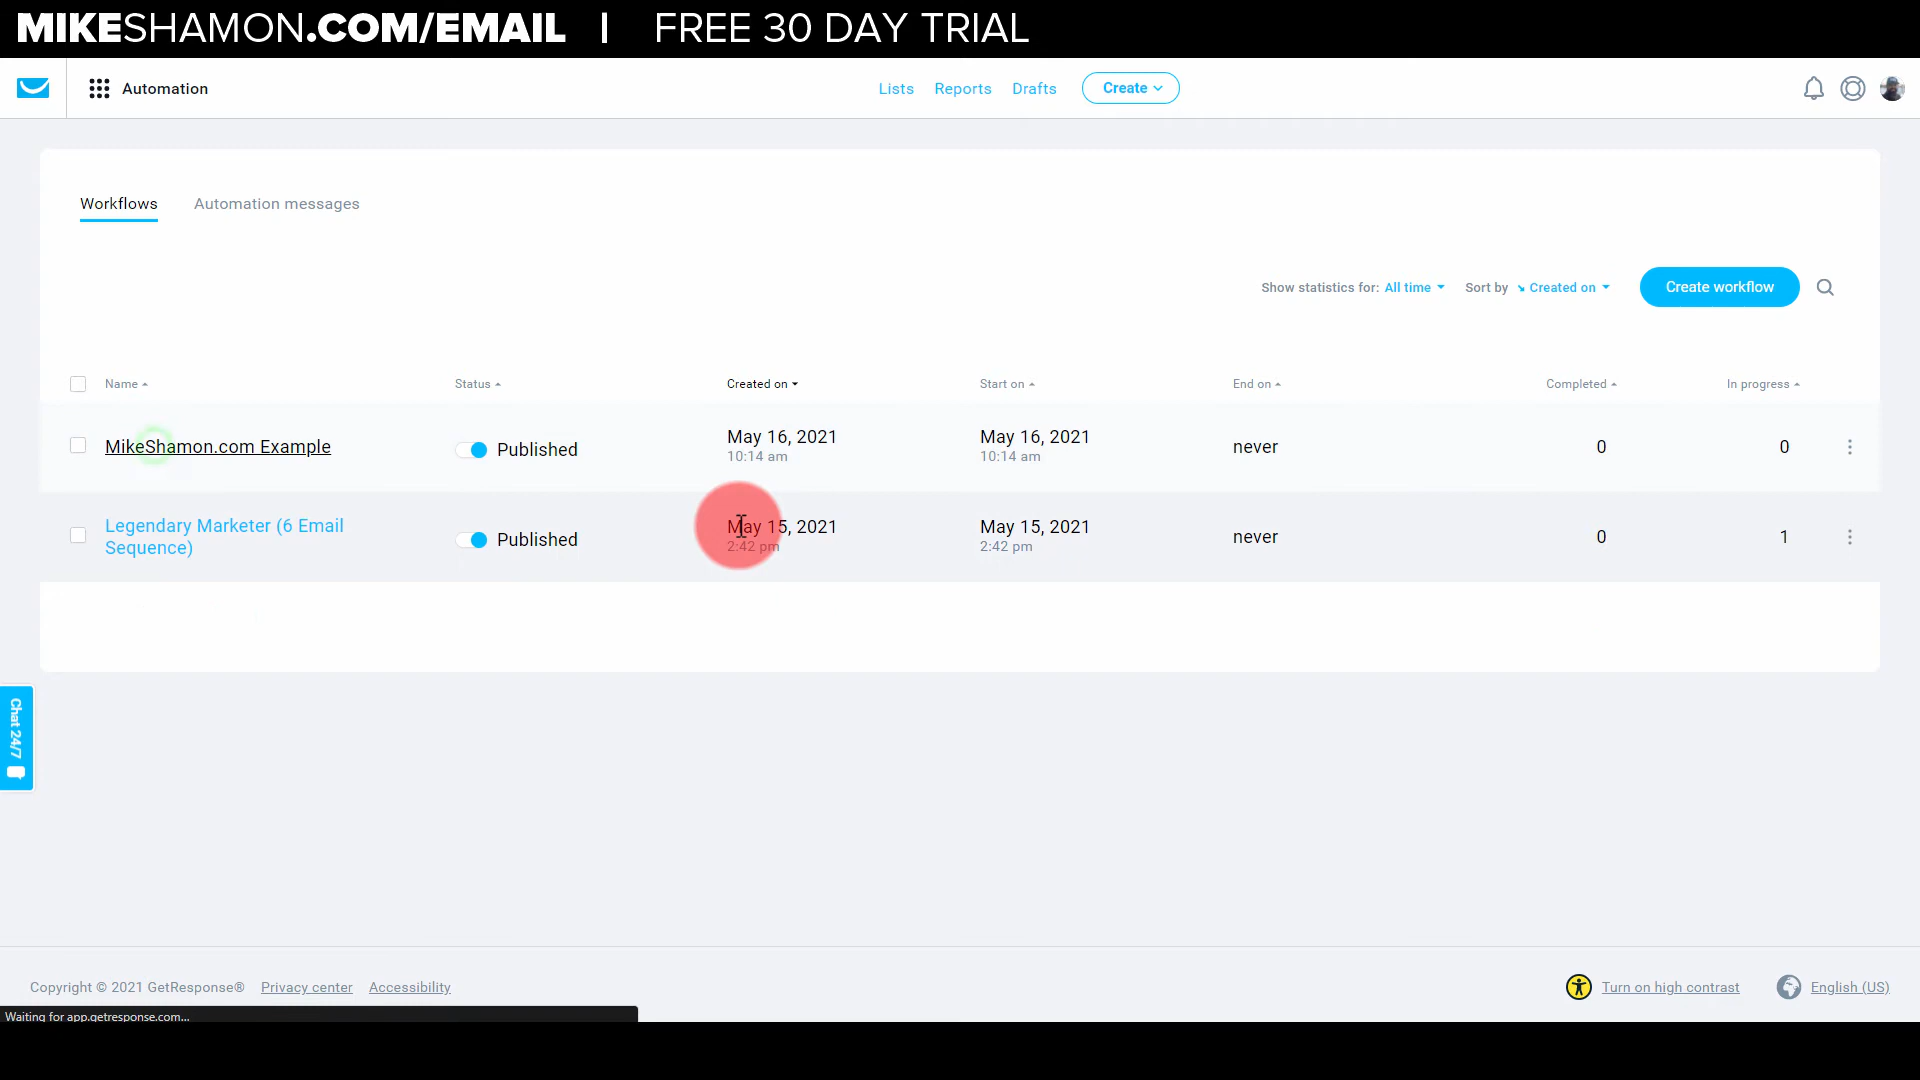 MIKESHAMON.COM/EMAIL | FREE 30 DAY TRIAL
Automation
Lists Reports Drafts Create
Workflows Automation messages
Show statistics for: All time Sort by Created on Create workflow
Name Status Created on Start on End on Completed In progress
MikeShamon.com Example Published May 16, 2021 May 16, 2021 never 0 0
10:14 am 10:14 am
Legendary Marketer (6 Email Published May 15, 2021 May 15, 2021 never 0 1
Sequence) 2:42 pm 2:42 pm
Chat 24/7
Copyright © 2021 GetResponse® Privacy center Accessibility Turn on high contrast English (US)
Waiting for app.getresponse.com...